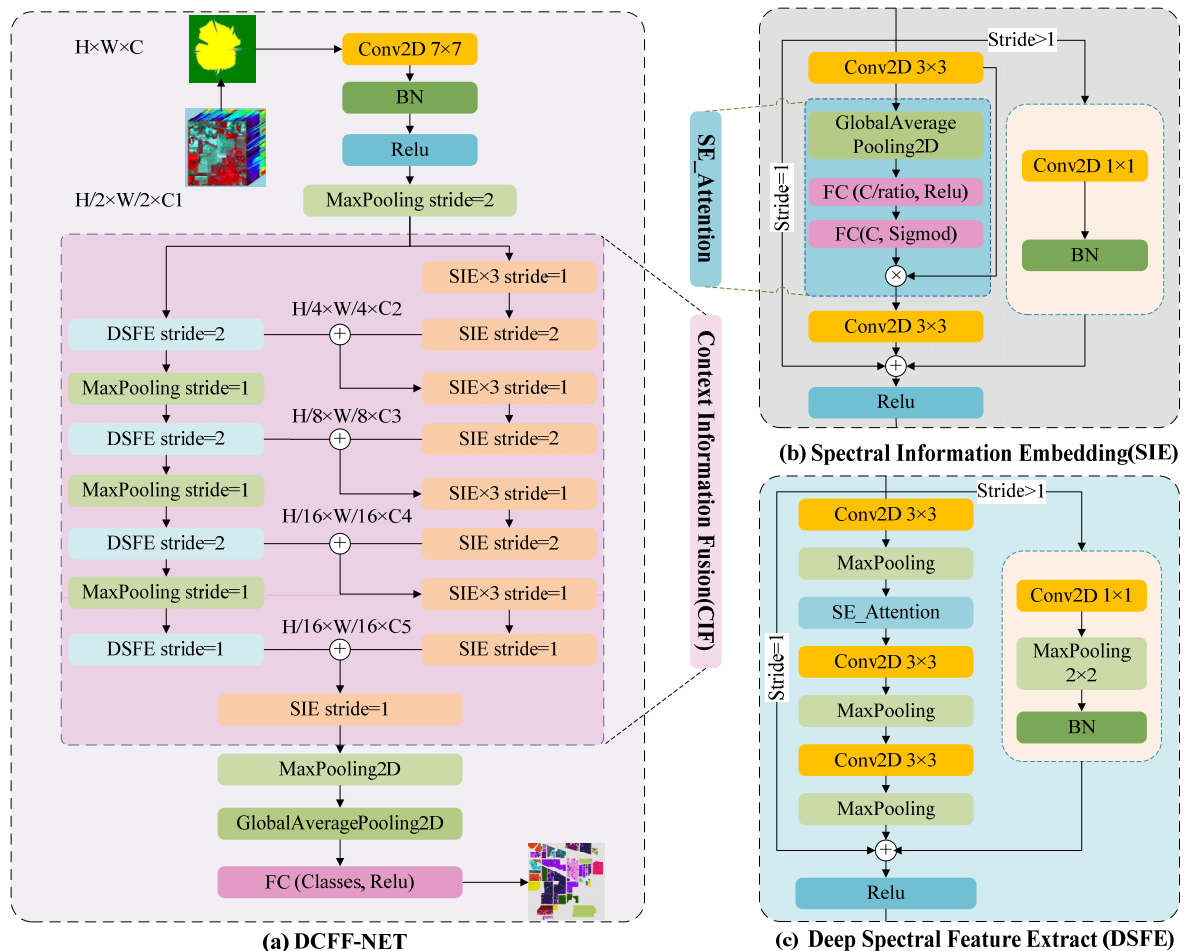 H×W×C
Conv2D 7×7
BN
Relu
H/2×W/2×C1
MaxPooling stride=2
SIE×3 stride=1
H/4×W/4×C2
DSFE stride=2
SIE stride=2
MaxPooling stride=1
SIE×3 stride=1
H/8×W/8×C3
DSFE stride=2
SIE stride=2
MaxPooling stride=1
SIE×3 stride=1
H/16×W/16×C4
DSFE stride=2
SIE stride=2
MaxPooling stride=1
SIE×3 stride=1
H/16×W/16×C5
DSFE stride=1
SIE stride=1
SIE stride=1
MaxPooling2D
GlobalAveragePooling2D
FC (Classes, Relu)
(a) DCFF-NET
SE_Attention
Context Information Fusion(CIF)
Stride>1
Conv2D 3×3
GlobalAverage
Pooling2D
FC (C/ratio, Relu)
FC(C, Sigmod)
×
Conv2D 3×3
+
Relu
Stride=1
Conv2D 1×1
BN
(b) Spectral Information Embedding(SIE)
Stride>1
Conv2D 3×3
MaxPooling
SE_Attention
Conv2D 3×3
MaxPooling
Conv2D 3×3
MaxPooling
+
Relu
Stride=1
Conv2D 1×1
MaxPooling
2×2
BN
(c) Deep Spectral Feature Extract (DSFE)